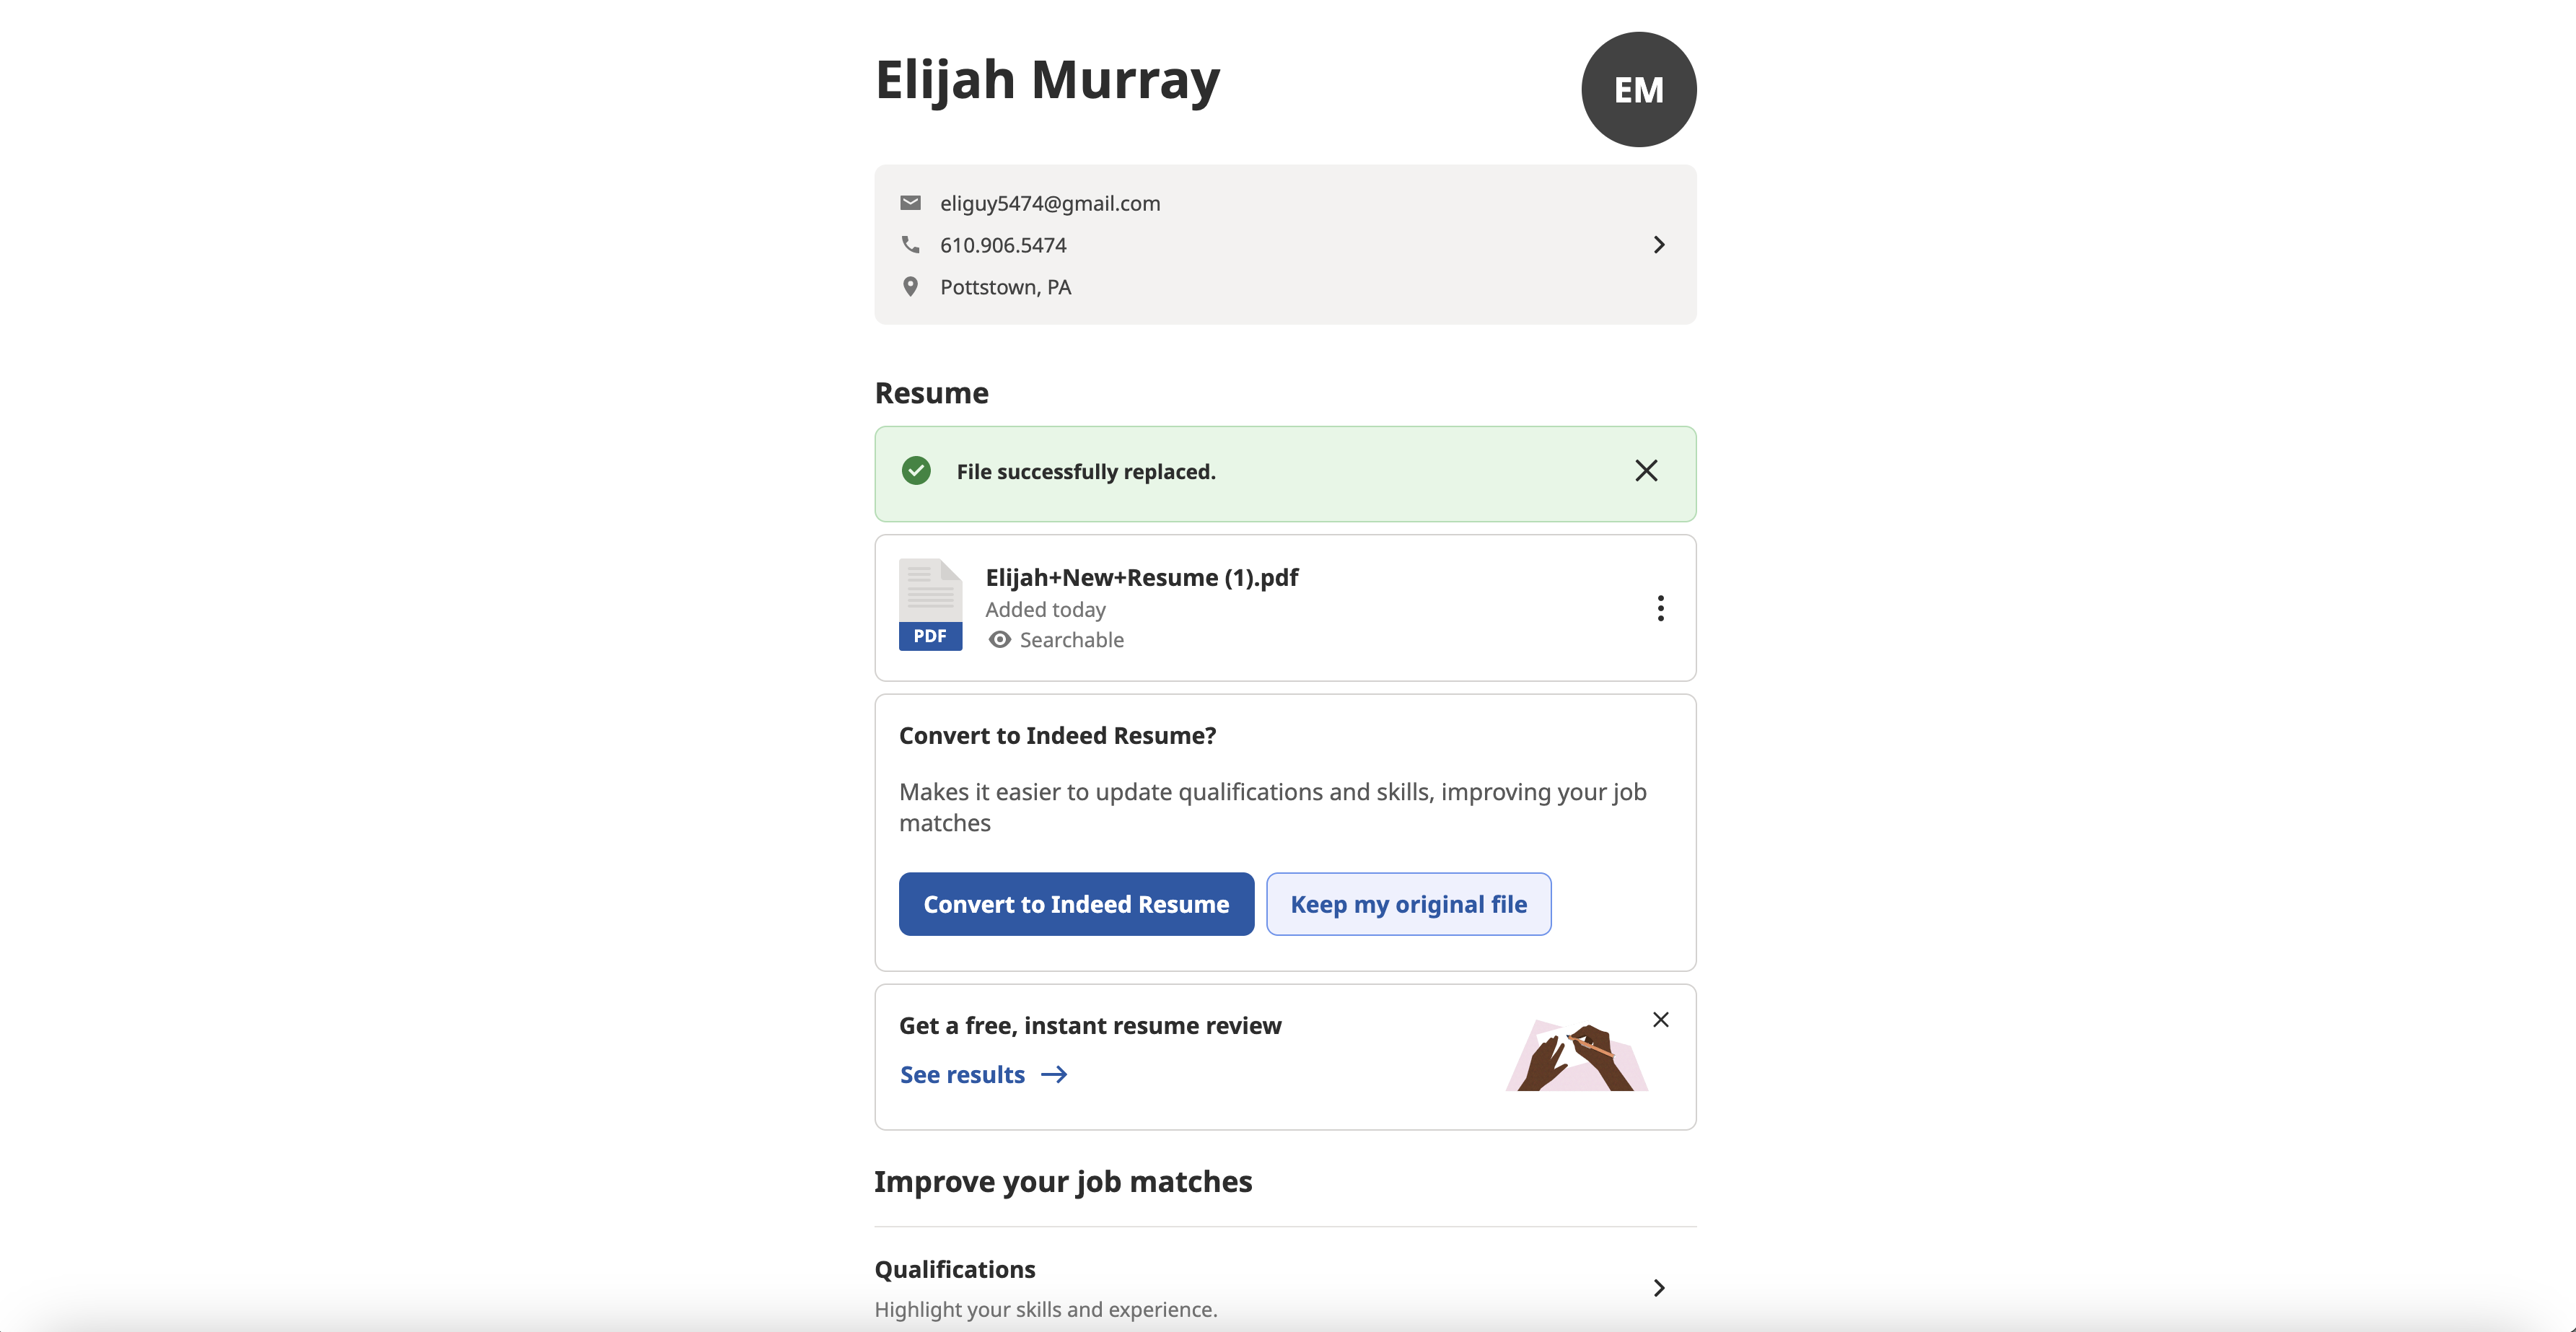 Elijah Murray
EM
eliguy5474@gmail.com
610.906.5474
Pottstown, PA
Resume
File successfully replaced.
Elijah+New+Resume (1).pdf
Added today
PDF
Searchable
Convert to Indeed Resume?
Makes it easier to update qualifications and skills, improving your job
matches
Convert to Indeed Resume
Keep my original file
Get a free, instant resume review
See results
Improve your job matches
Qualifications
Highlight your skills and experience.